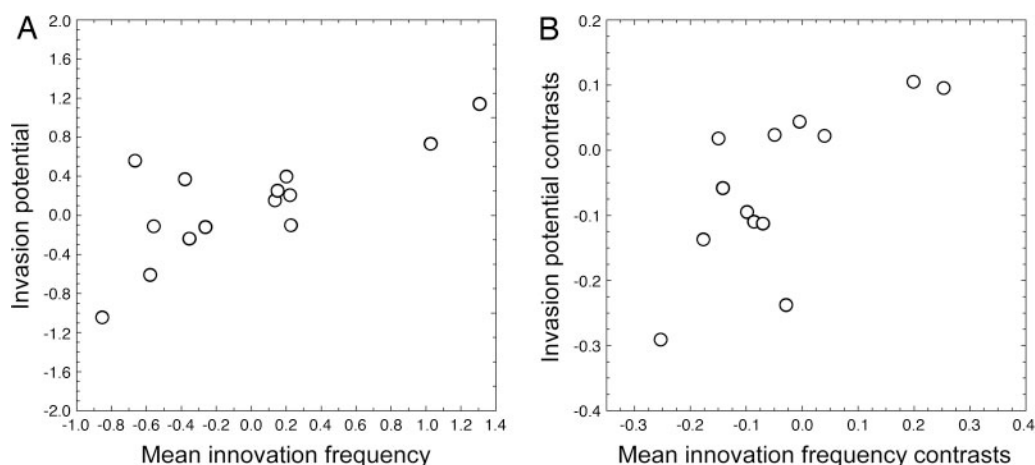 A
2.0
1.6
1.2
0.8
0.4
0.0
-0.4
-0.8
-1.2
-1.6
-2.0
Invasion potential
-1.0 -0.8 -0.6 -0.4 -0.2 0.0 0.2 0.4 0.6 0.8 1.0 1.2 1.4
Mean innovation frequency
B
0.2
0.1
0.0
-0.1
-0.2
-0.3
-0.4
Invasion potential contrasts
-0.3 -0.2 -0.1 0.0 0.1 0.2 0.3 0.4
Mean innovation frequency contrasts